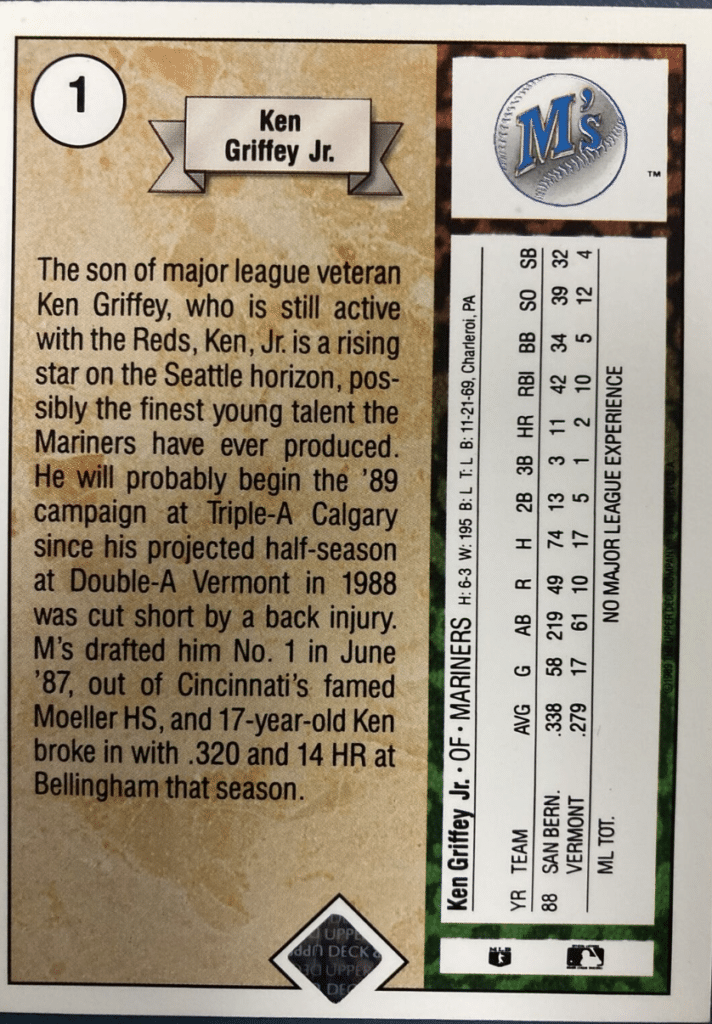 1
Ken
Griffey Jr.
The son of major league veteran
Ken Griffey, who is still active
with the Reds, Ken, Jr. is a rising
star on the Seattle horizon, pos-
sibly the finest young talent the
Mariners have ever produced.
He will probably begin the '89
campaign at Triple-A Calgary
since his projected half-season
at Double-A Vermont in 1988
was cut short by a back injury.
M's drafted him No. 1 in June
'87, out of Cincinnati's famed
Moeller HS, and 17-year-old Ken
broke in with .320 and 14 HR at
Bellingham that season.
M's
TM
Ken Griffey Jr. • OF • MARINERS H: 6-3 W: 195 B: L T: L B: 11-21-69, Charleroi, PA
YR TEAM AVG G AB R H 2B 3B HR RBI BB SO SB
88 SAN BERN. .338 58 219 49 74 13 3 11 42 34 39 32
VERMONT .279 17 61 10 17 5 1 2 10 5 12 4
ML TOT. NO MAJOR LEAGUE EXPERIENCE
UPPE
DECK
UPPER
DEC